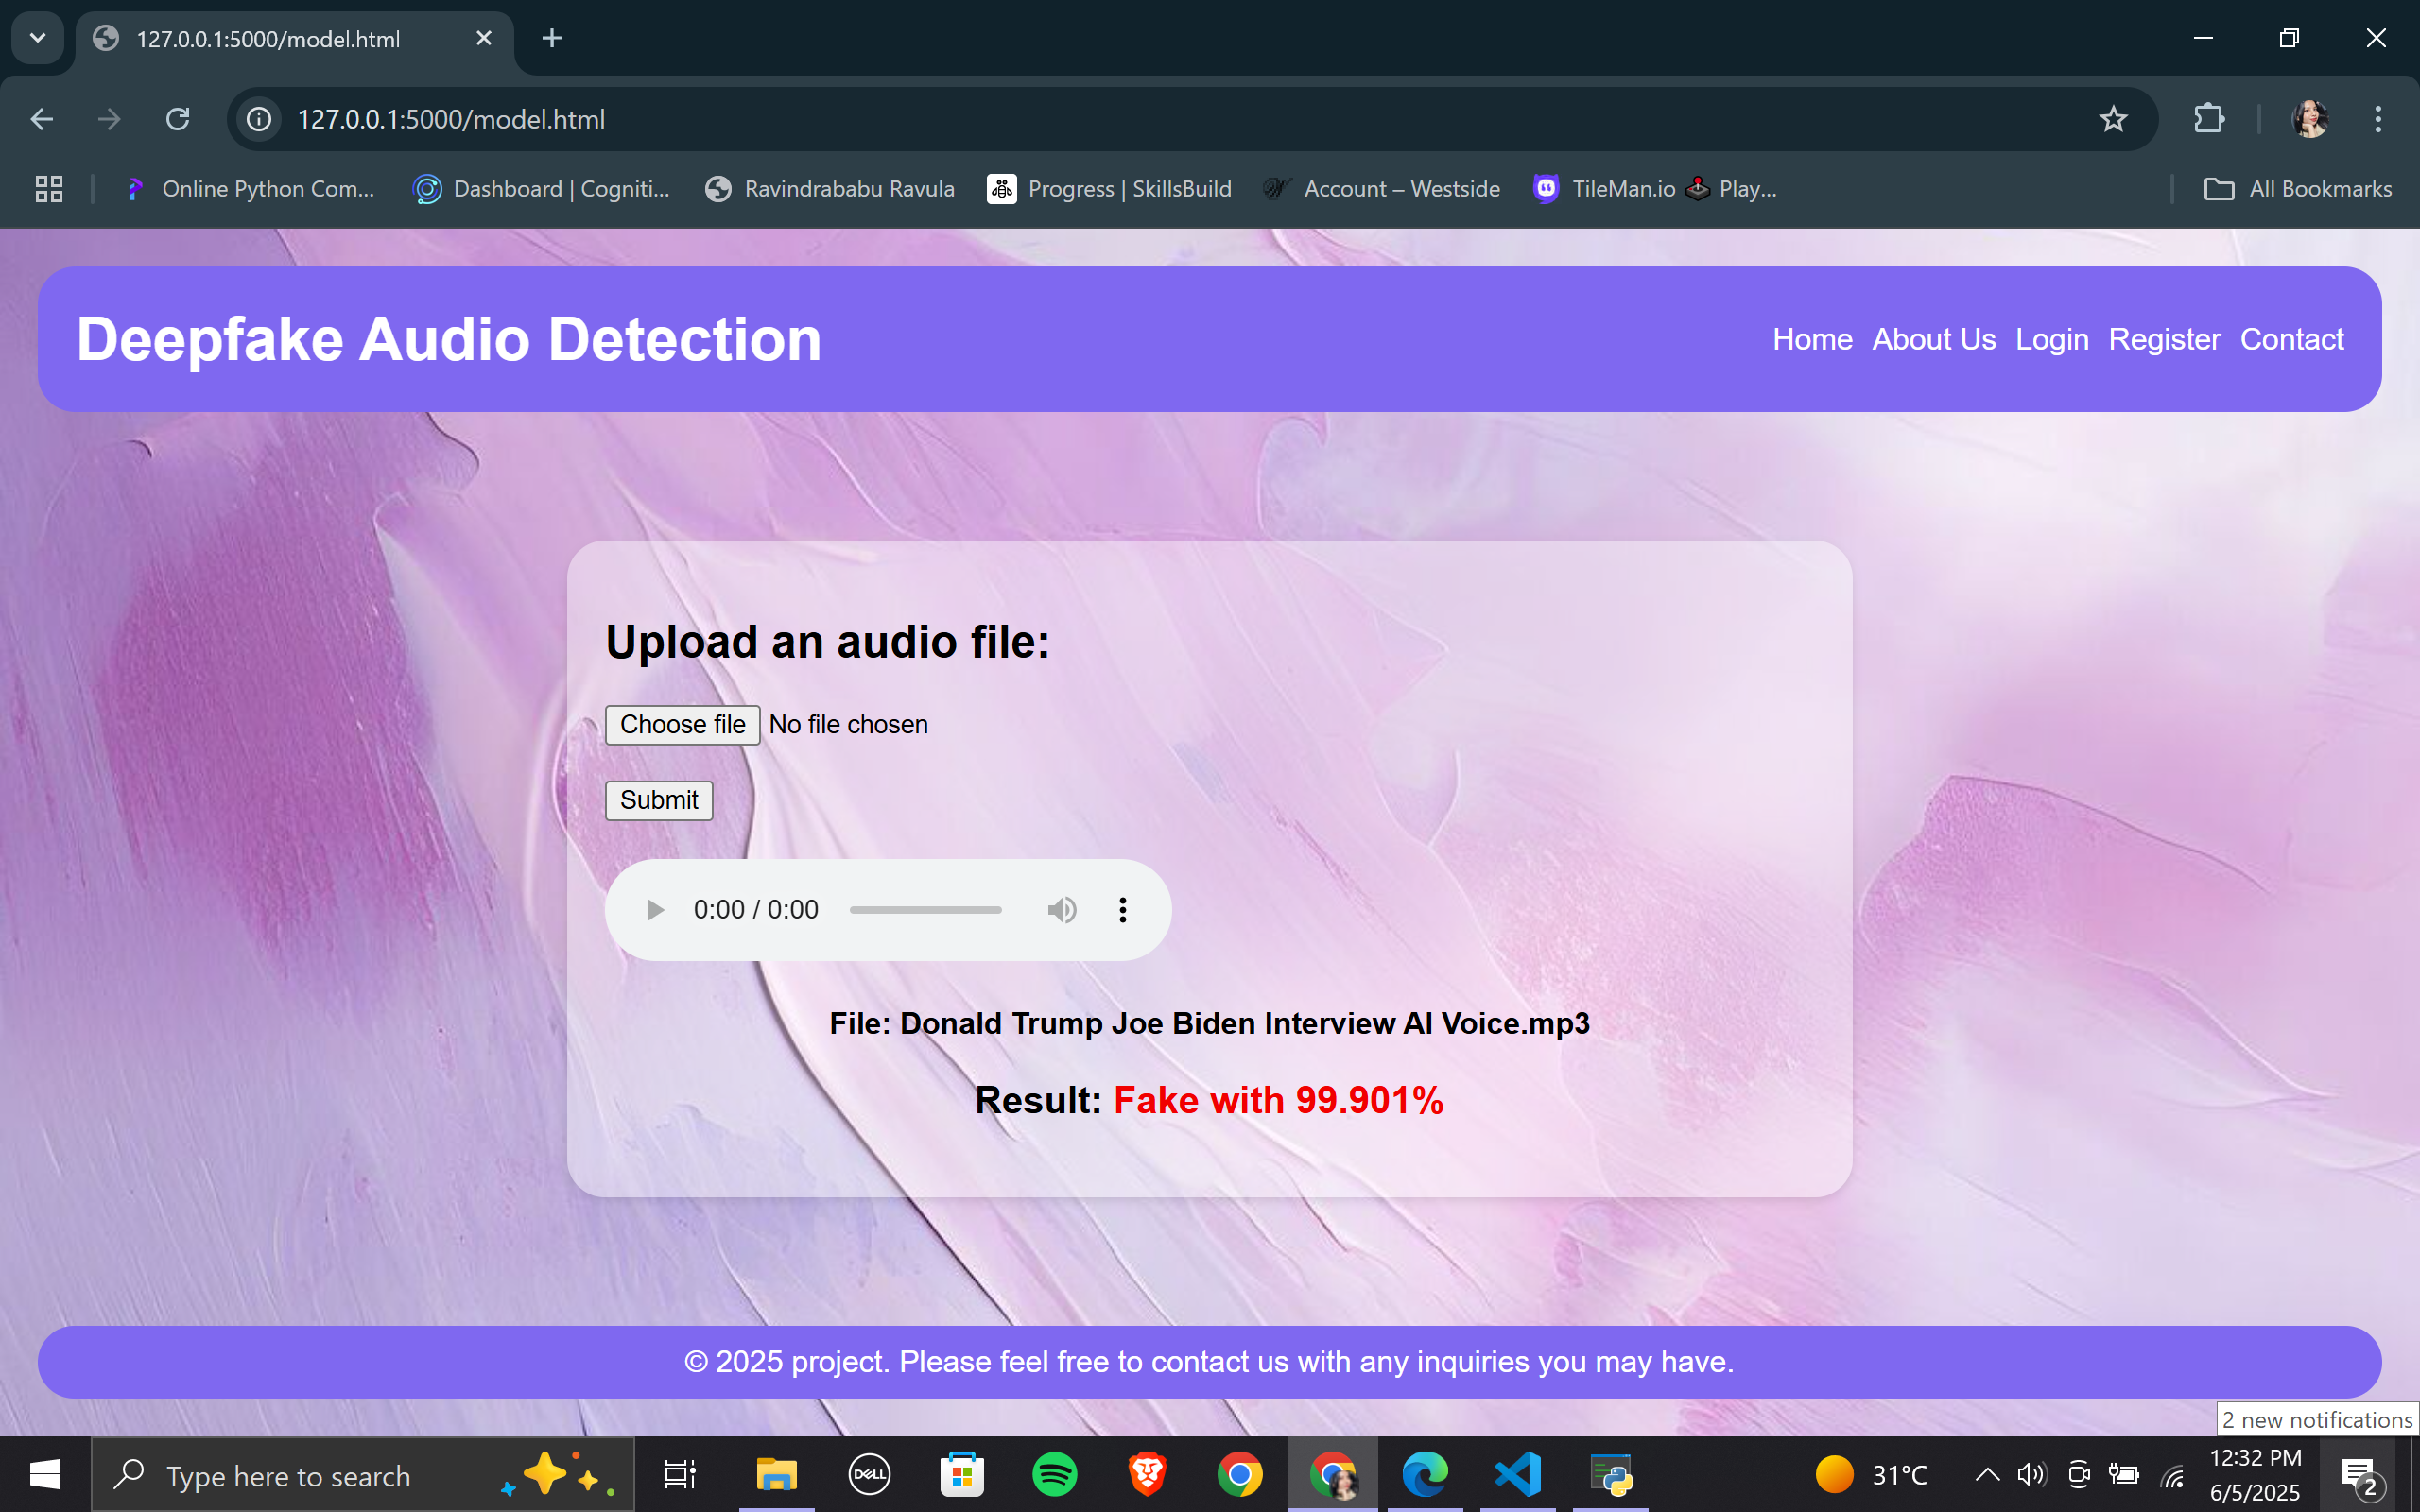 127.0.0.1:5000/model.html
127.0.0.1:5000/model.html
Online Python Com... Dashboard | Cogniti... Ravindrababu Ravula Progress | SkillsBuild Account – Westside TileMan.io Play... All Bookmarks
Deepfake Audio Detection
Home About Us Login Register Contact
Upload an audio file:
Choose file No file chosen
Submit
0:00 / 0:00
File: Donald Trump Joe Biden Interview AI Voice.mp3
Result: Fake with 99.901%
© 2025 project. Please feel free to contact us with any inquiries you may have.
2 new notifications
Type here to search
DELL
31°C
12:32 PM
6/5/2025
2